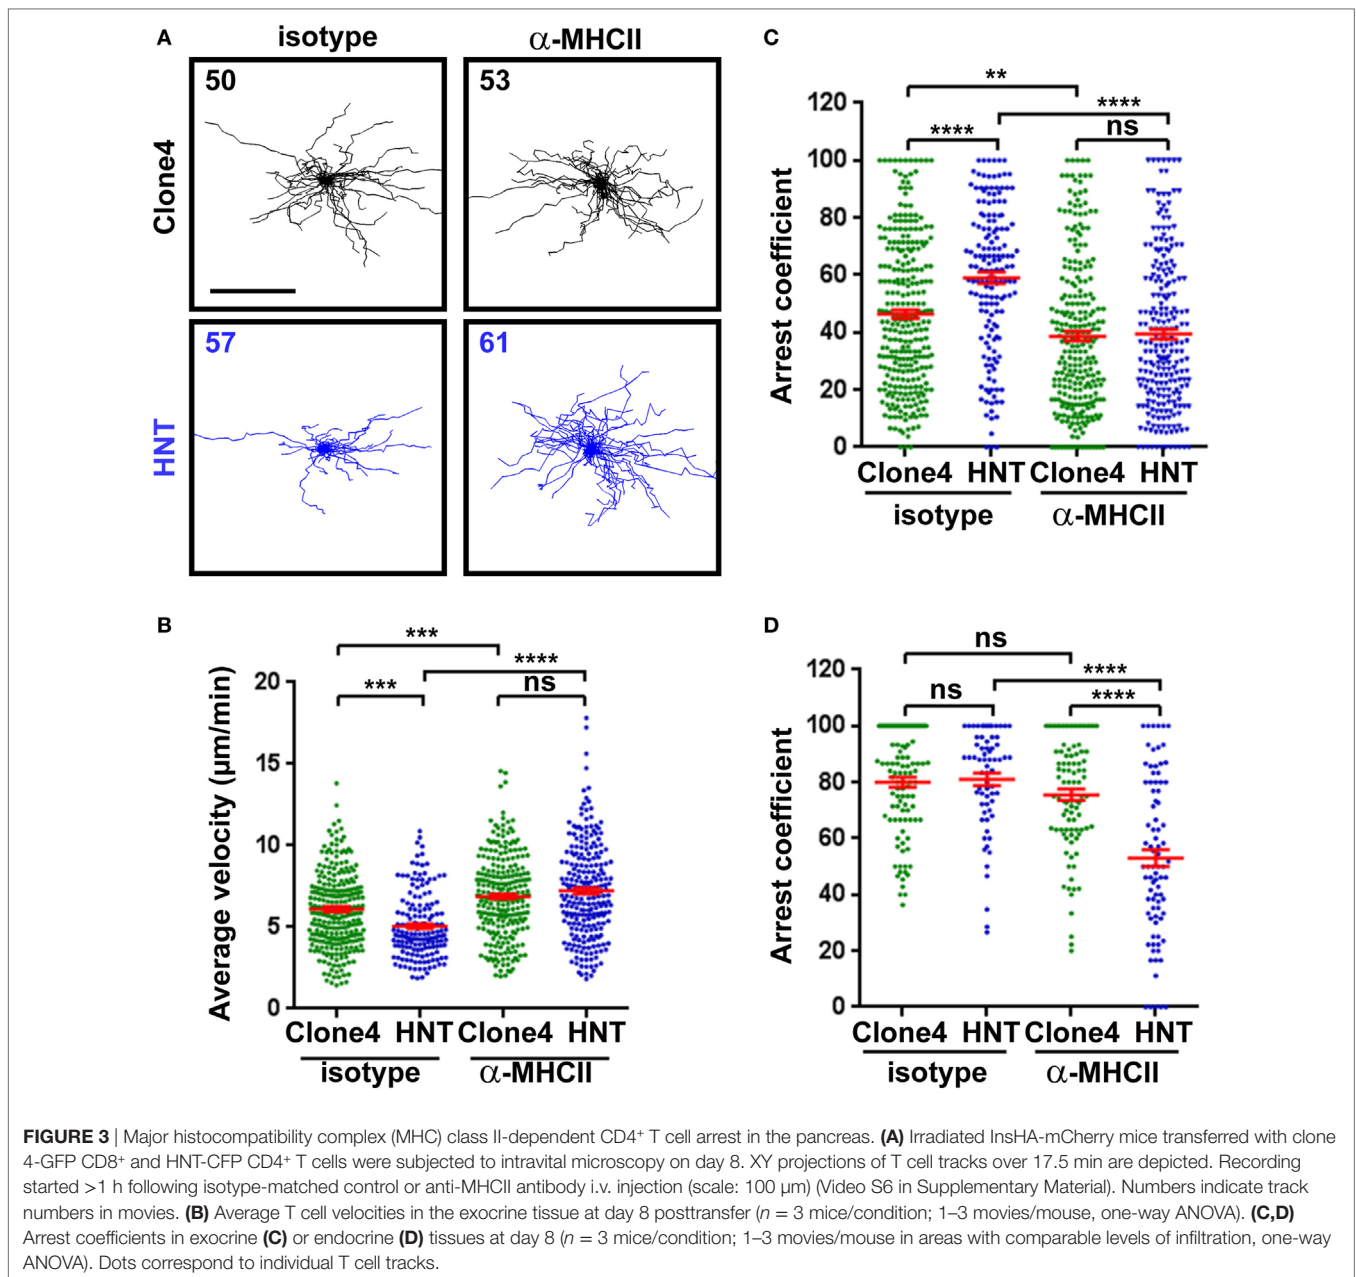 A
isotype
α-MHCII
Clone4
50
53
HNT
57
61
C
Arrest coefficient
120
100
80
60
40
20
0
**
****
****
ns
Clone4 HNT Clone4 HNT
isotype
α-MHCII
B
Average velocity (µm/min)
20
15
10
5
0
***
****
***
ns
Clone4 HNT Clone4 HNT
isotype
α-MHCII
D
Arrest coefficient
120
100
80
60
40
20
0
ns
****
ns
****
Clone4 HNT Clone4 HNT
isotype
α-MHCII
FIGURE 3 | Major histocompatibility complex (MHC) class II-dependent CD4⁺ T cell arrest in the pancreas. (A) Irradiated InsHA-mCherry mice transferred with clone
4-GFP CD8⁺ and HNT-CFP CD4⁺ T cells were subjected to intravital microscopy on day 8. XY projections of T cell tracks over 17.5 min are depicted. Recording
started >1 h following isotype-matched control or anti-MHCII antibody i.v. injection (scale: 100 µm) (Video S6 in Supplementary Material). Numbers indicate track
numbers in movies. (B) Average T cell velocities in the exocrine tissue at day 8 posttransfer (n = 3 mice/condition; 1–3 movies/mouse, one-way ANOVA). (C,D)
Arrest coefficients in exocrine (C) or endocrine (D) tissues at day 8 (n = 3 mice/condition; 1–3 movies/mouse in areas with comparable levels of infiltration, one-way
ANOVA). Dots correspond to individual T cell tracks.